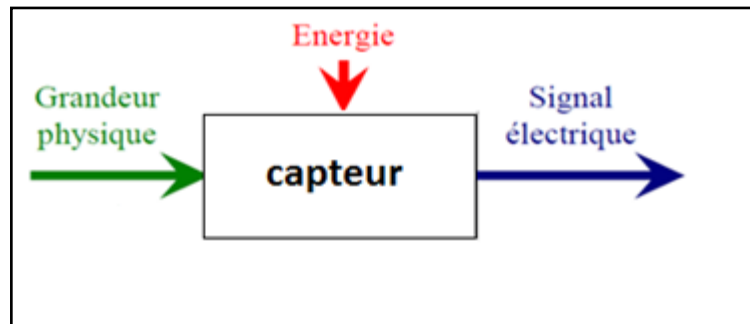 Energie
Grandeur
physique
capteur
Signal
électrique